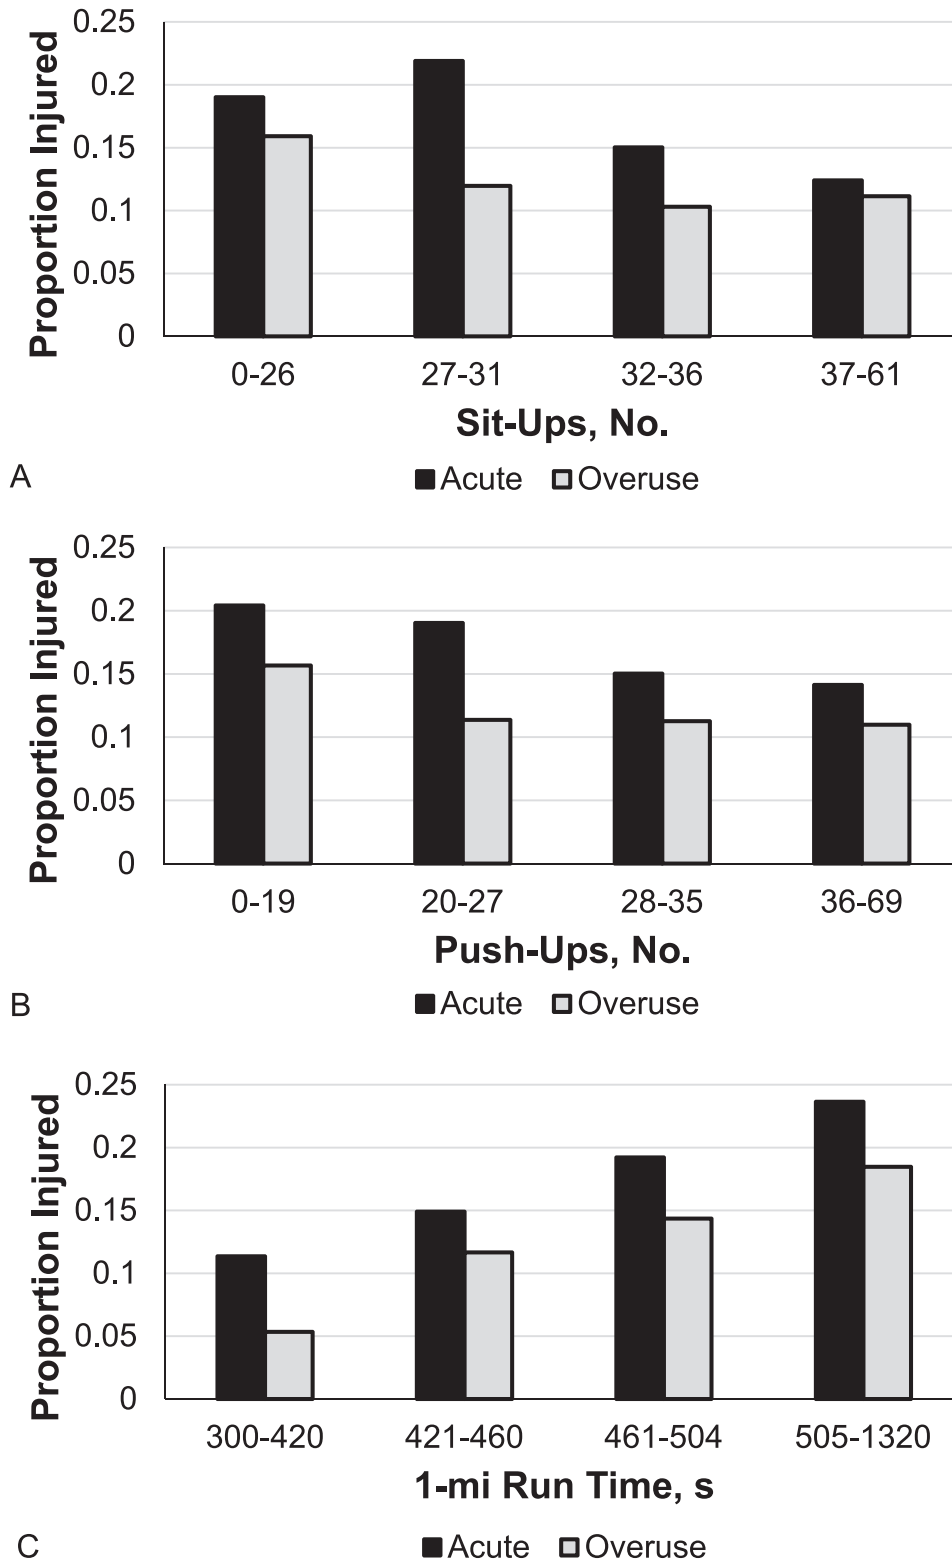 Proportion Injured
0.25
0.2
0.15
0.1
0.05
0
0-26 27-31 32-36 37-61
Sit-Ups, No.
A
Acute Overuse
Proportion Injured
0.25
0.2
0.15
0.1
0.05
0
0-19 20-27 28-35 36-69
Push-Ups, No.
B
Acute Overuse
Proportion Injured
0.25
0.2
0.15
0.1
0.05
0
300-420 421-460 461-504 505-1320
1-mi Run Time, s
C
Acute Overuse